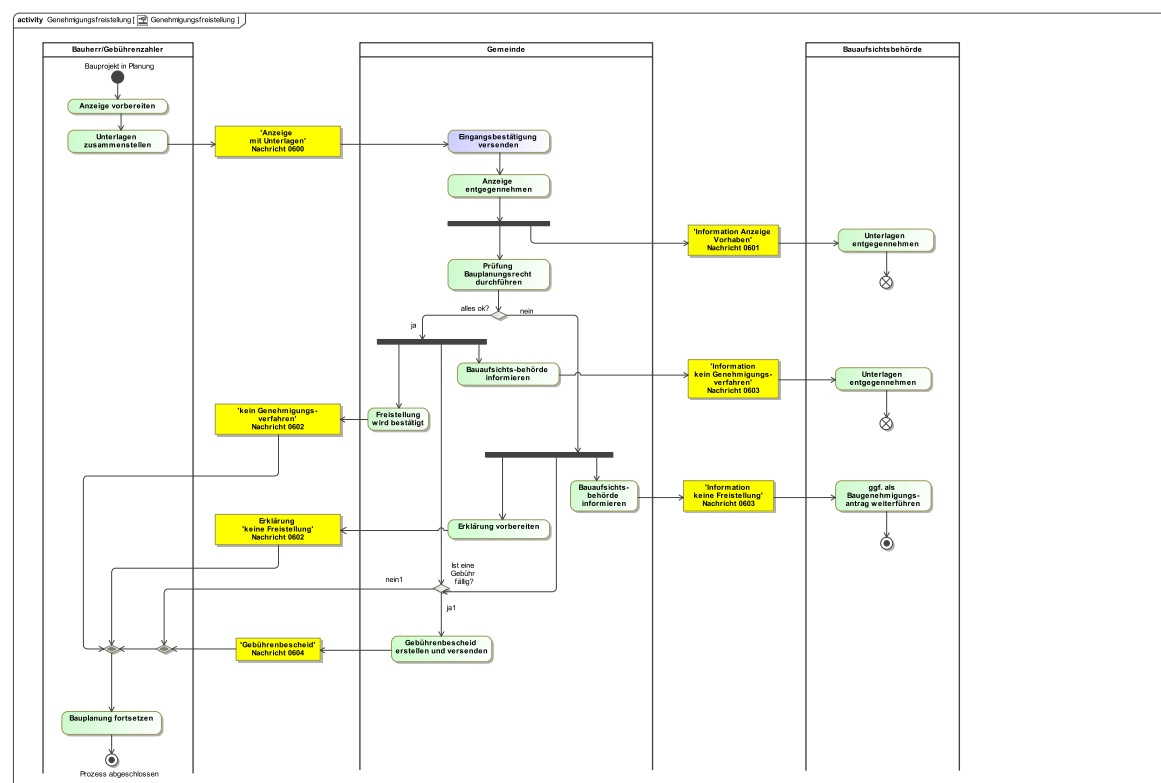 activity Genehmigungsfreistellung [ Genehmigungsfreistellung ]
Bauherr/Gebührenzahler
Gemeinde
Bauaufsichtsbehörde
Bauprojekt in Planung
Anzeige vorbereiten
Unterlagen
zusammenstellen
'Anzeige
mit Unterlagen'
Nachricht 0600
Eingangsbestätigung
versenden
Anzeige
entgegennehmen
'Information Anzeige
Vorhaben'
Nachricht 0601
Unterlagen
entgegennehmen
Prüfung
Bauplanungsrecht
durchführen
alles ok?
nein
ja
Bauaufsichts-behörde
informieren
'Information
kein Genehmigungs-
verfahren'
Nachricht 0603
Unterlagen
entgegennehmen
'kein Genehmigungs-
verfahren'
Nachricht 0602
Freistellung
wird bestätigt
Bauaufsichts-
behörde
informieren
'Information
keine Freistellung'
Nachricht 0603
ggf. als
Baugenehmigungs-
antrag weiterführen
Erklärung
'keine Freistellung'
Nachricht 0602
Erklärung vorbereiten
Ist eine
Gebühr
fällig?
nein1
ja1
'Gebührenbescheid'
Nachricht 0604
Gebührenbescheid
erstellen und versenden
Bauplanung fortsetzen
Prozess abgeschlossen